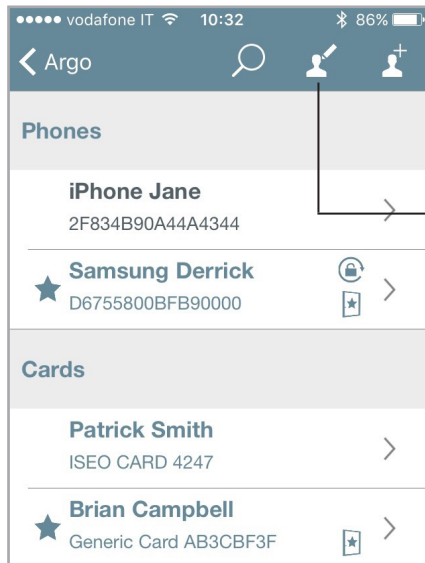 vodafone IT 10:32 86%
Argo
Phones
iPhone Jane
2F834B90A44A4344
Samsung Derrick
D6755800BFB90000
Cards
Patrick Smith
ISEO CARD 4247
Brian Campbell
Generic Card AB3CBF3F